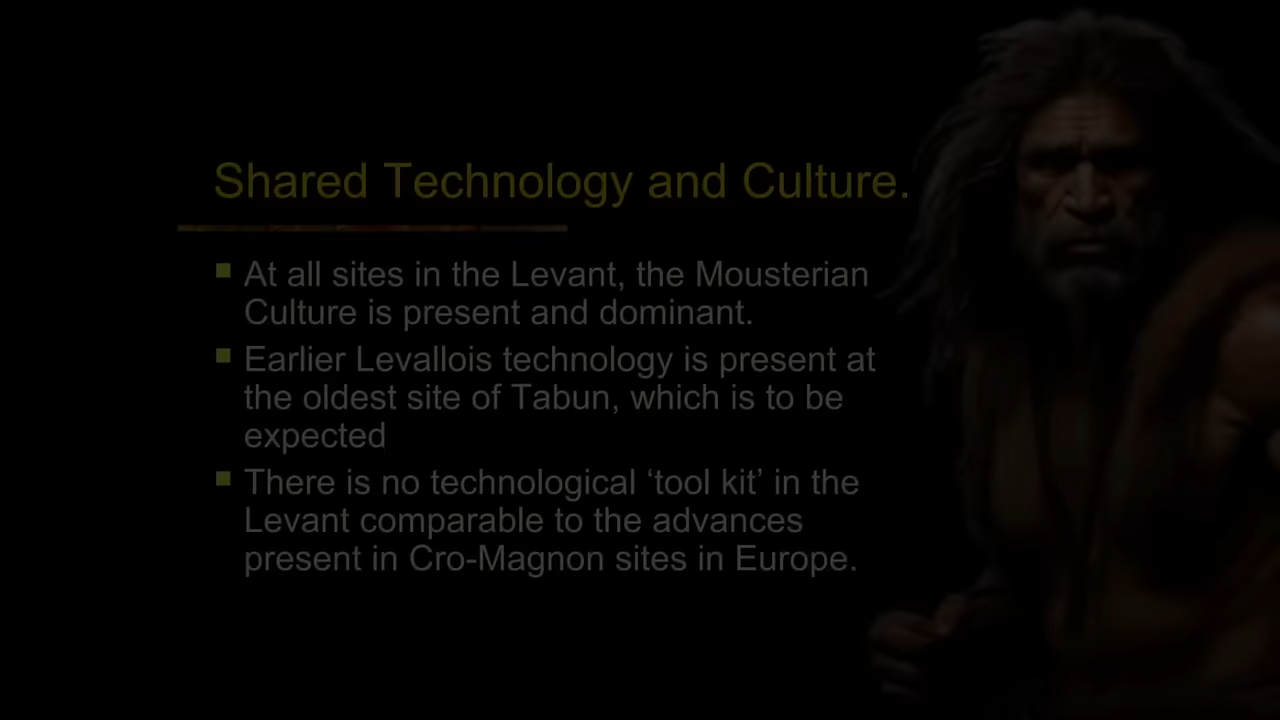 Shared Technology and Culture.
At all sites in the Levant, the Mousterian
Culture is present and dominant.
Earlier Levallois technology is present at
the oldest site of Tabun, which is to be
expected
There is no technological ‘tool kit’ in the
Levant comparable to the advances
present in Cro-Magnon sites in Europe.